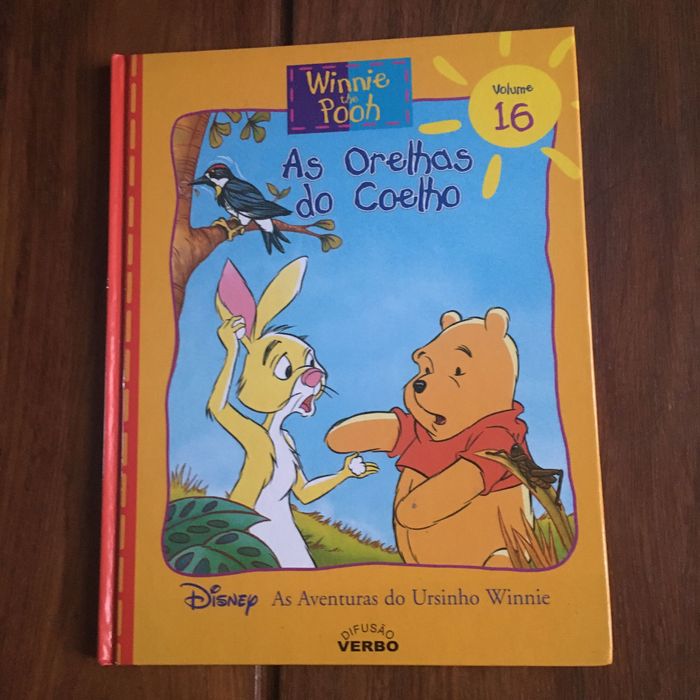 Winnie
the
Pooh
Volume
16
As Orelhas
do Coelho
Disney As Aventuras do Ursinho Winnie
DIFUSÃO
VERBO